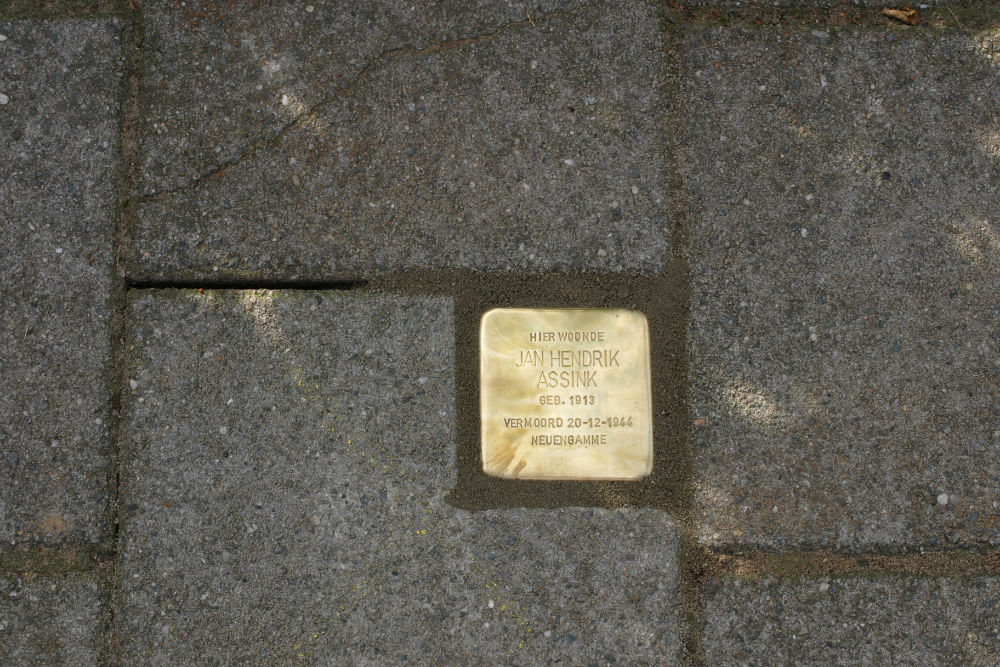 HIER WOONDE
JAN HENDRIK
ASSINK
GEB. 1913
VERMOORD 20-12-1944
NEUENGAMME